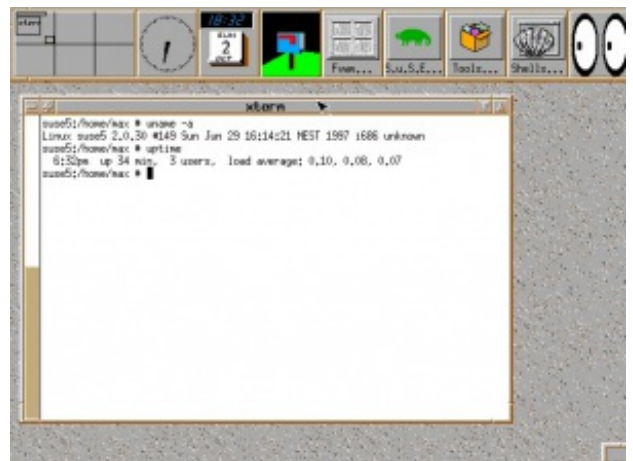 xterm
18:32
SUN
2
OCT
Fvwm...
S.u.S.E...
Tools...
Shells...
xterm
suse5:/home/max # uname -a
Linux suse5 2.0.30 #149 Sun Jun 29 16:14:21 MEST 1997 i686 unknown
suse5:/home/max # uptime
6:32pm up 34 min, 3 users, load average: 0.10, 0.08, 0.07
suse5:/home/max #